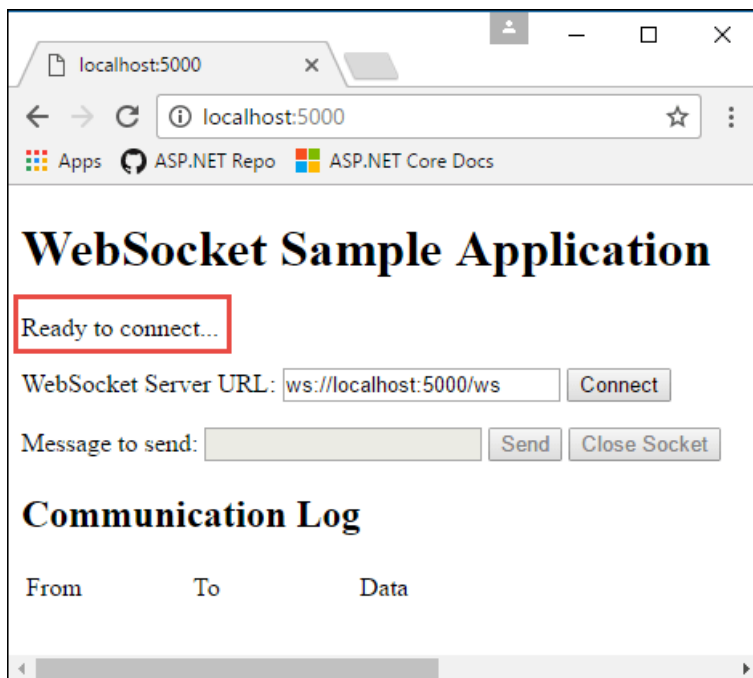 localhost:5000
localhost:5000
Apps ASP.NET Repo ASP.NET Core Docs
WebSocket Sample Application
Ready to connect...
WebSocket Server URL: ws://localhost:5000/ws Connect
Message to send: Send Close Socket
Communication Log
From To Data